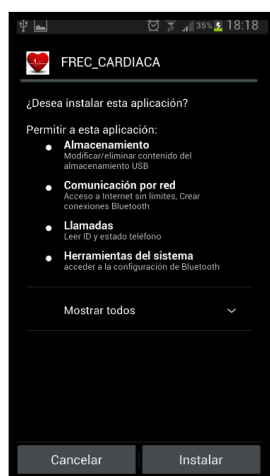 35% 18:18
FREC_CARDIACA
¿Desea instalar esta aplicación?
Permitir a esta aplicación:
Almacenamiento
Modificar/eliminar contenido del
almacenamiento USB
Comunicación por red
Acceso a Internet sin límites, Crear
conexiones Bluetooth
Llamadas
Leer ID y estado teléfono
Herramientas del sistema
acceder a la configuración de Bluetooth
Mostrar todos
Cancelar Instalar